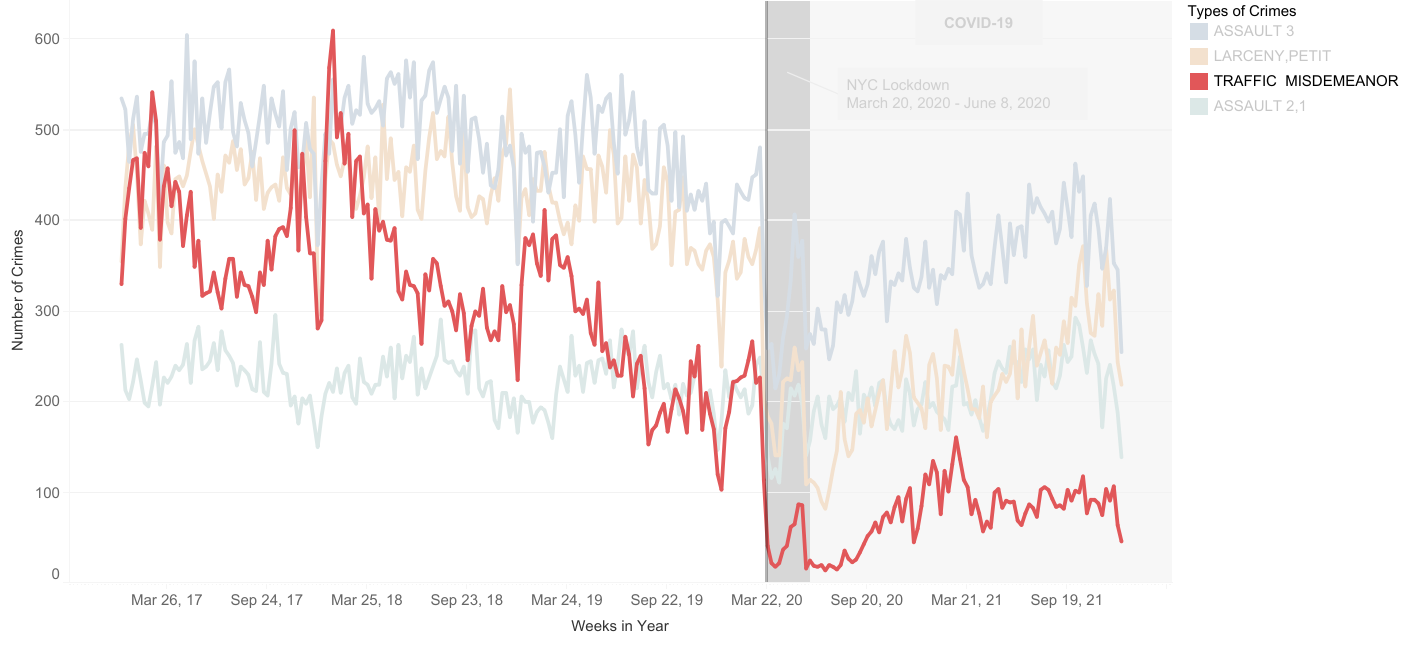 600
500
400
300
200
100
0
Number of Crimes
Mar 26, 17
Sep 24, 17
Mar 25, 18
Sep 23, 18
Mar 24, 19
Sep 22, 19
Mar 22, 20
Sep 20, 20
Mar 21, 21
Sep 19, 21
Weeks in Year
COVID-19
NYC Lockdown
March 20, 2020 - June 8, 2020
Types of Crimes
ASSAULT 3
LARCENY,PETIT
TRAFFIC MISDEMEANOR
ASSAULT 2,1